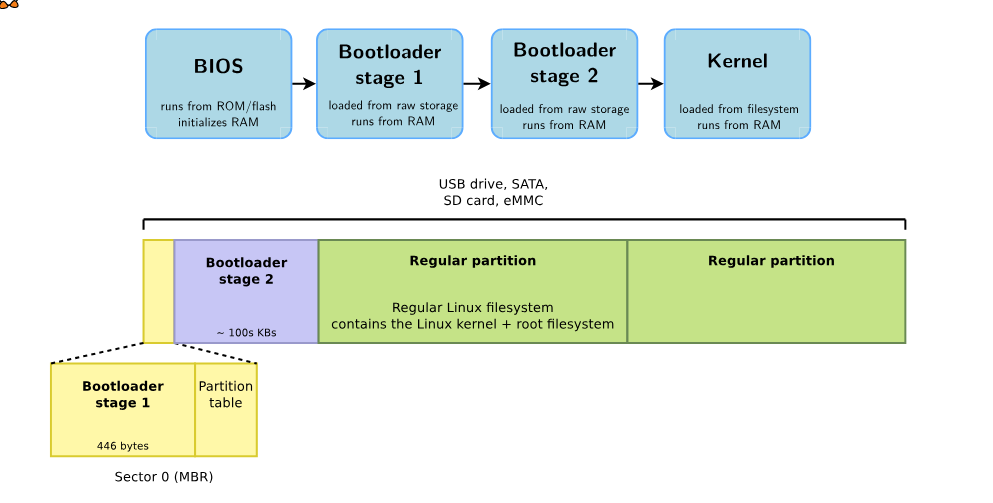 BIOS
runs from ROM/flash
initializes RAM
Bootloader
stage 1
loaded from raw storage
runs from RAM
Bootloader
stage 2
loaded from raw storage
runs from RAM
Kernel
loaded from filesystem
runs from RAM
USB drive, SATA,
SD card, eMMC
Bootloader
stage 2
~ 100s KBs
Regular partition
Regular Linux filesystem
contains the Linux kernel + root filesystem
Regular partition
Bootloader
stage 1
446 bytes
Partition
table
Sector 0 (MBR)